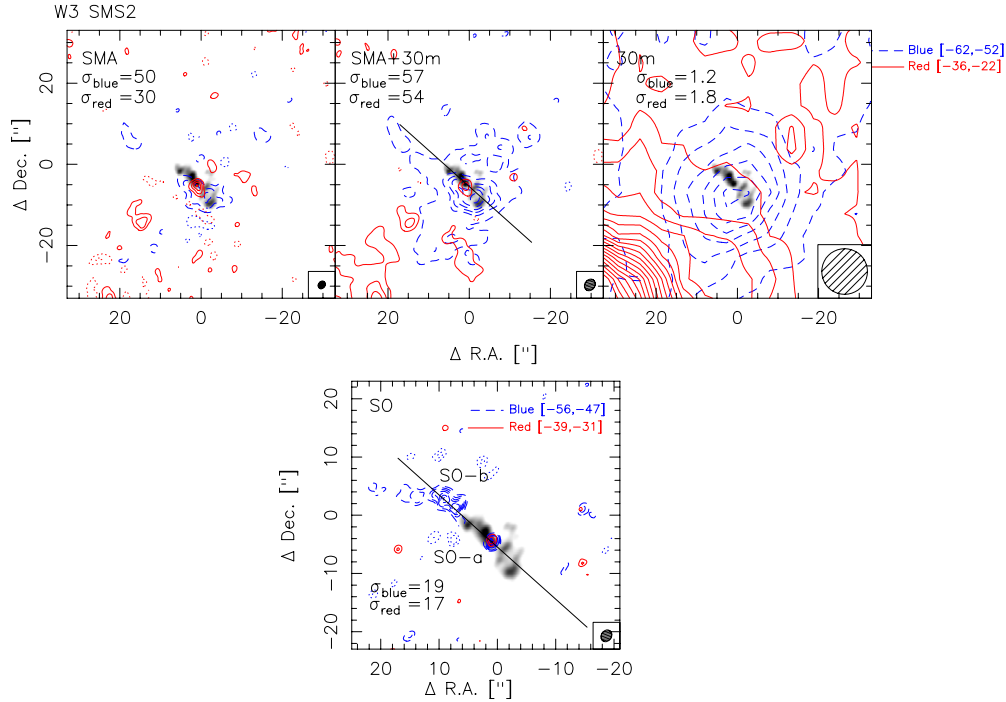 W3 SMS2
SMA
σblue=50
σred=30
SMA+30m
σblue=57
σred=54
30m
σblue=1.2
σred=1.8
Blue [−62,−52]
Red [−36,−22]
Δ Dec. ["]
20
0
−20
20
0
−20
20
0
−20
20
0
−20
Δ R.A. ["]
SO
Blue [−56,−47]
Red [−39,−31]
SO−b
SO−a
σblue=19
σred=17
Δ Dec. ["]
20
10
0
−10
−20
20
10
0
−10
−20
Δ R.A. ["]